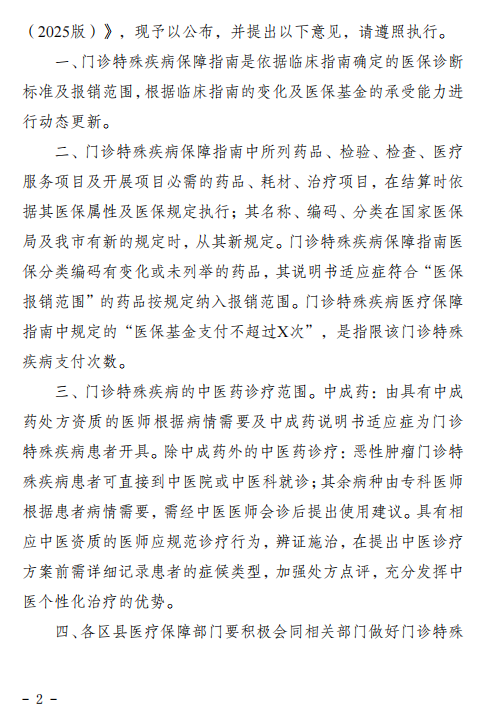 （2025版）》，现予以公布，并提出以下意见，请遵照执行。
一、门诊特殊疾病保障指南是依据临床指南确定的医保诊断
标准及报销范围,根据临床指南的变化及医保基金的承受能力进
行动态更新。
二、门诊特殊疾病保障指南中所列药品、检验、检查、医疗
服务项目及开展项目必需的药品、耗材、治疗项目，在结算时依
据其医保属性及医保规定执行；其名称、编码、分类在国家医保
局及我市有新的规定时，从其新规定。门诊特殊疾病保障指南医
保分类编码有变化或未列举的药品，其说明书适应症符合“医保
报销范围”的药品按规定纳入报销范围。门诊特殊疾病医疗保障
指南中规定的“医保基金支付不超过X次”，是指限该门诊特殊
疾病支付次数。
三、门诊特殊疾病的中医药诊疗范围。中成药：由具有中成
药处方资质的医师根据病情需要及中成药说明书适应症为门诊
特殊疾病患者开具。除中成药外的中医药诊疗：恶性肿瘤门诊特
殊疾病患者可直接到中医院或中医科就诊；其余病种由专科医师
根据患者病情需要，需经中医医师会诊后提出使用建议。具有相
应中医资质的医师应规范诊疗行为，辨证施治，在提出中医诊疗
方案前需详细记录患者的症候类型，加强处方点评，充分发挥中
医个性化治疗的优势。
四、各区县医疗保障部门要积极会同相关部门做好门诊特殊
- 2 -